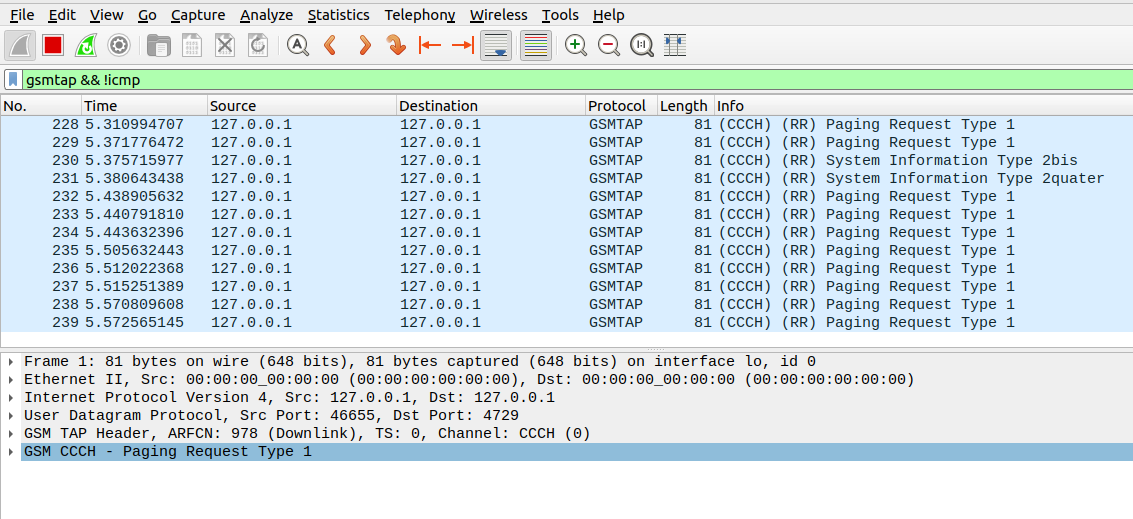 File Edit View Go Capture Analyze Statistics Telephony Wireless Tools Help
gsmtap && !icmp
No. Time Source Destination Protocol Length Info
228 5.310994707 127.0.0.1 127.0.0.1 GSMTAP 81 (CCCH) (RR) Paging Request Type 1
229 5.371776472 127.0.0.1 127.0.0.1 GSMTAP 81 (CCCH) (RR) Paging Request Type 1
230 5.375715977 127.0.0.1 127.0.0.1 GSMTAP 81 (CCCH) (RR) System Information Type 2bis
231 5.380643438 127.0.0.1 127.0.0.1 GSMTAP 81 (CCCH) (RR) System Information Type 2quater
232 5.438905632 127.0.0.1 127.0.0.1 GSMTAP 81 (CCCH) (RR) Paging Request Type 1
233 5.440791810 127.0.0.1 127.0.0.1 GSMTAP 81 (CCCH) (RR) Paging Request Type 1
234 5.443632396 127.0.0.1 127.0.0.1 GSMTAP 81 (CCCH) (RR) Paging Request Type 1
235 5.505632443 127.0.0.1 127.0.0.1 GSMTAP 81 (CCCH) (RR) Paging Request Type 1
236 5.512022368 127.0.0.1 127.0.0.1 GSMTAP 81 (CCCH) (RR) Paging Request Type 1
237 5.515251389 127.0.0.1 127.0.0.1 GSMTAP 81 (CCCH) (RR) Paging Request Type 1
238 5.570809608 127.0.0.1 127.0.0.1 GSMTAP 81 (CCCH) (RR) Paging Request Type 1
239 5.572565145 127.0.0.1 127.0.0.1 GSMTAP 81 (CCCH) (RR) Paging Request Type 1
Frame 1: 81 bytes on wire (648 bits), 81 bytes captured (648 bits) on interface lo, id 0
Ethernet II, Src: 00:00:00_00:00:00 (00:00:00:00:00:00), Dst: 00:00:00_00:00:00 (00:00:00:00:00:00)
Internet Protocol Version 4, Src: 127.0.0.1, Dst: 127.0.0.1
User Datagram Protocol, Src Port: 46655, Dst Port: 4729
GSM TAP Header, ARFCN: 978 (Downlink), TS: 0, Channel: CCCH (0)
GSM CCCH - Paging Request Type 1